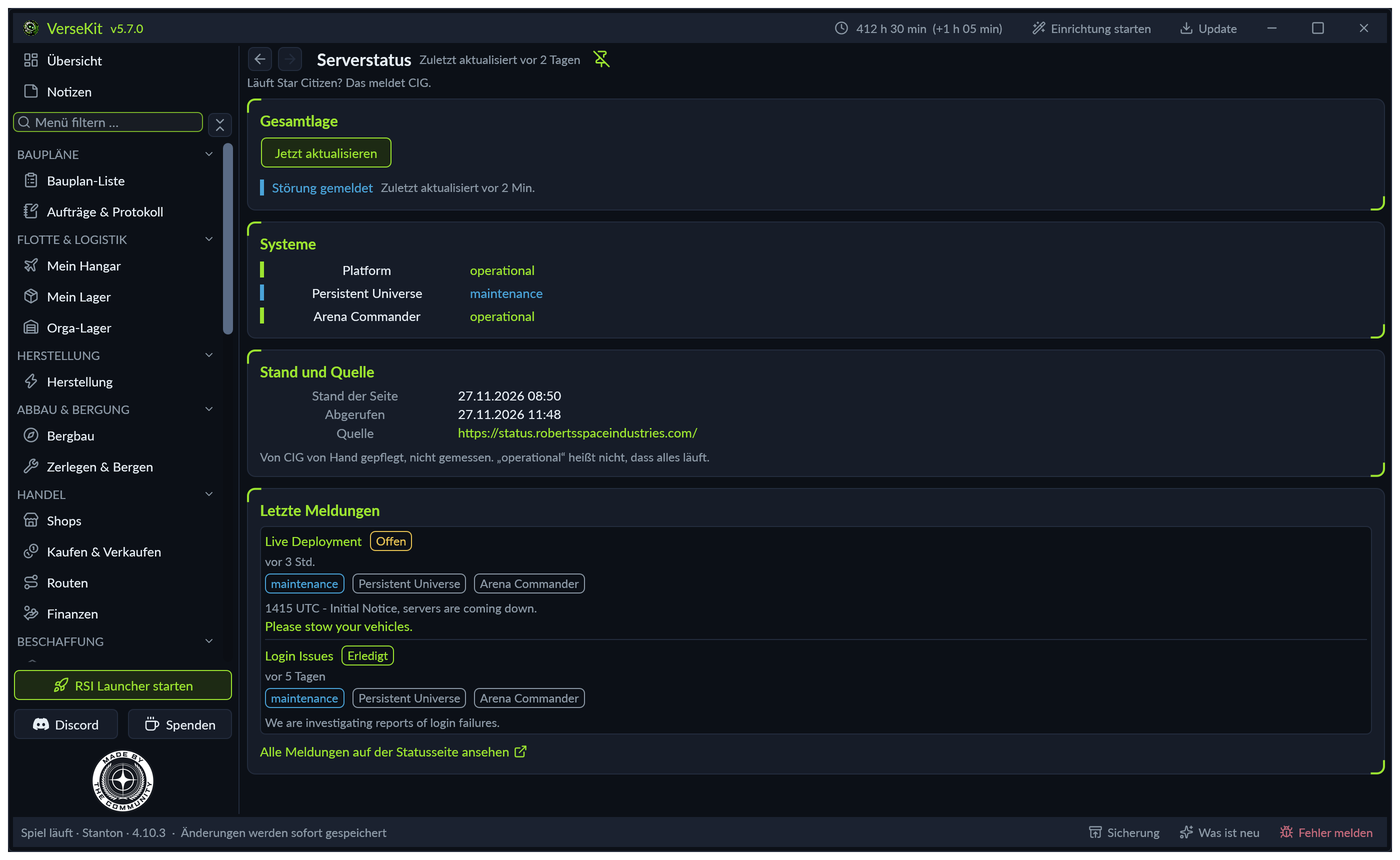 VerseKit v5.7.0
412 h 30 min (+1 h 05 min)
Einrichtung starten
Update
Übersicht
Notizen
Menü filtern ...
BAUPLÄNE
Bauplan-Liste
Aufträge & Protokoll
FLOTTE & LOGISTIK
Mein Hangar
Mein Lager
Orga-Lager
HERSTELLUNG
Herstellung
ABBAU & BERGUNG
Bergbau
Zerlegen & Bergen
HANDEL
Shops
Kaufen & Verkaufen
Routen
Finanzen
BESCHAFFUNG
RSI Launcher starten
Discord
Spenden
MADE BY
THE COMMUNITY
Serverstatus Zuletzt aktualisiert vor 2 Tagen
Läuft Star Citizen? Das meldet CIG.
Gesamtlage
Jetzt aktualisieren
Störung gemeldet Zuletzt aktualisiert vor 2 Min.
Systeme
Platform operational
Persistent Universe maintenance
Arena Commander operational
Stand und Quelle
Stand der Seite 27.11.2026 08:50
Abgerufen 27.11.2026 11:48
Quelle https://status.robertsspaceindustries.com/
Von CIG von Hand gepflegt, nicht gemessen. „operational“ heißt nicht, dass alles läuft.
Letzte Meldungen
Live Deployment Offen
vor 3 Std.
maintenance Persistent Universe Arena Commander
1415 UTC - Initial Notice, servers are coming down.
Please stow your vehicles.
Login Issues Erledigt
vor 5 Tagen
maintenance Persistent Universe Arena Commander
We are investigating reports of login failures.
Alle Meldungen auf der Statusseite ansehen
Spiel läuft · Stanton · 4.10.3 · Änderungen werden sofort gespeichert
Sicherung
Was ist neu
Fehler melden